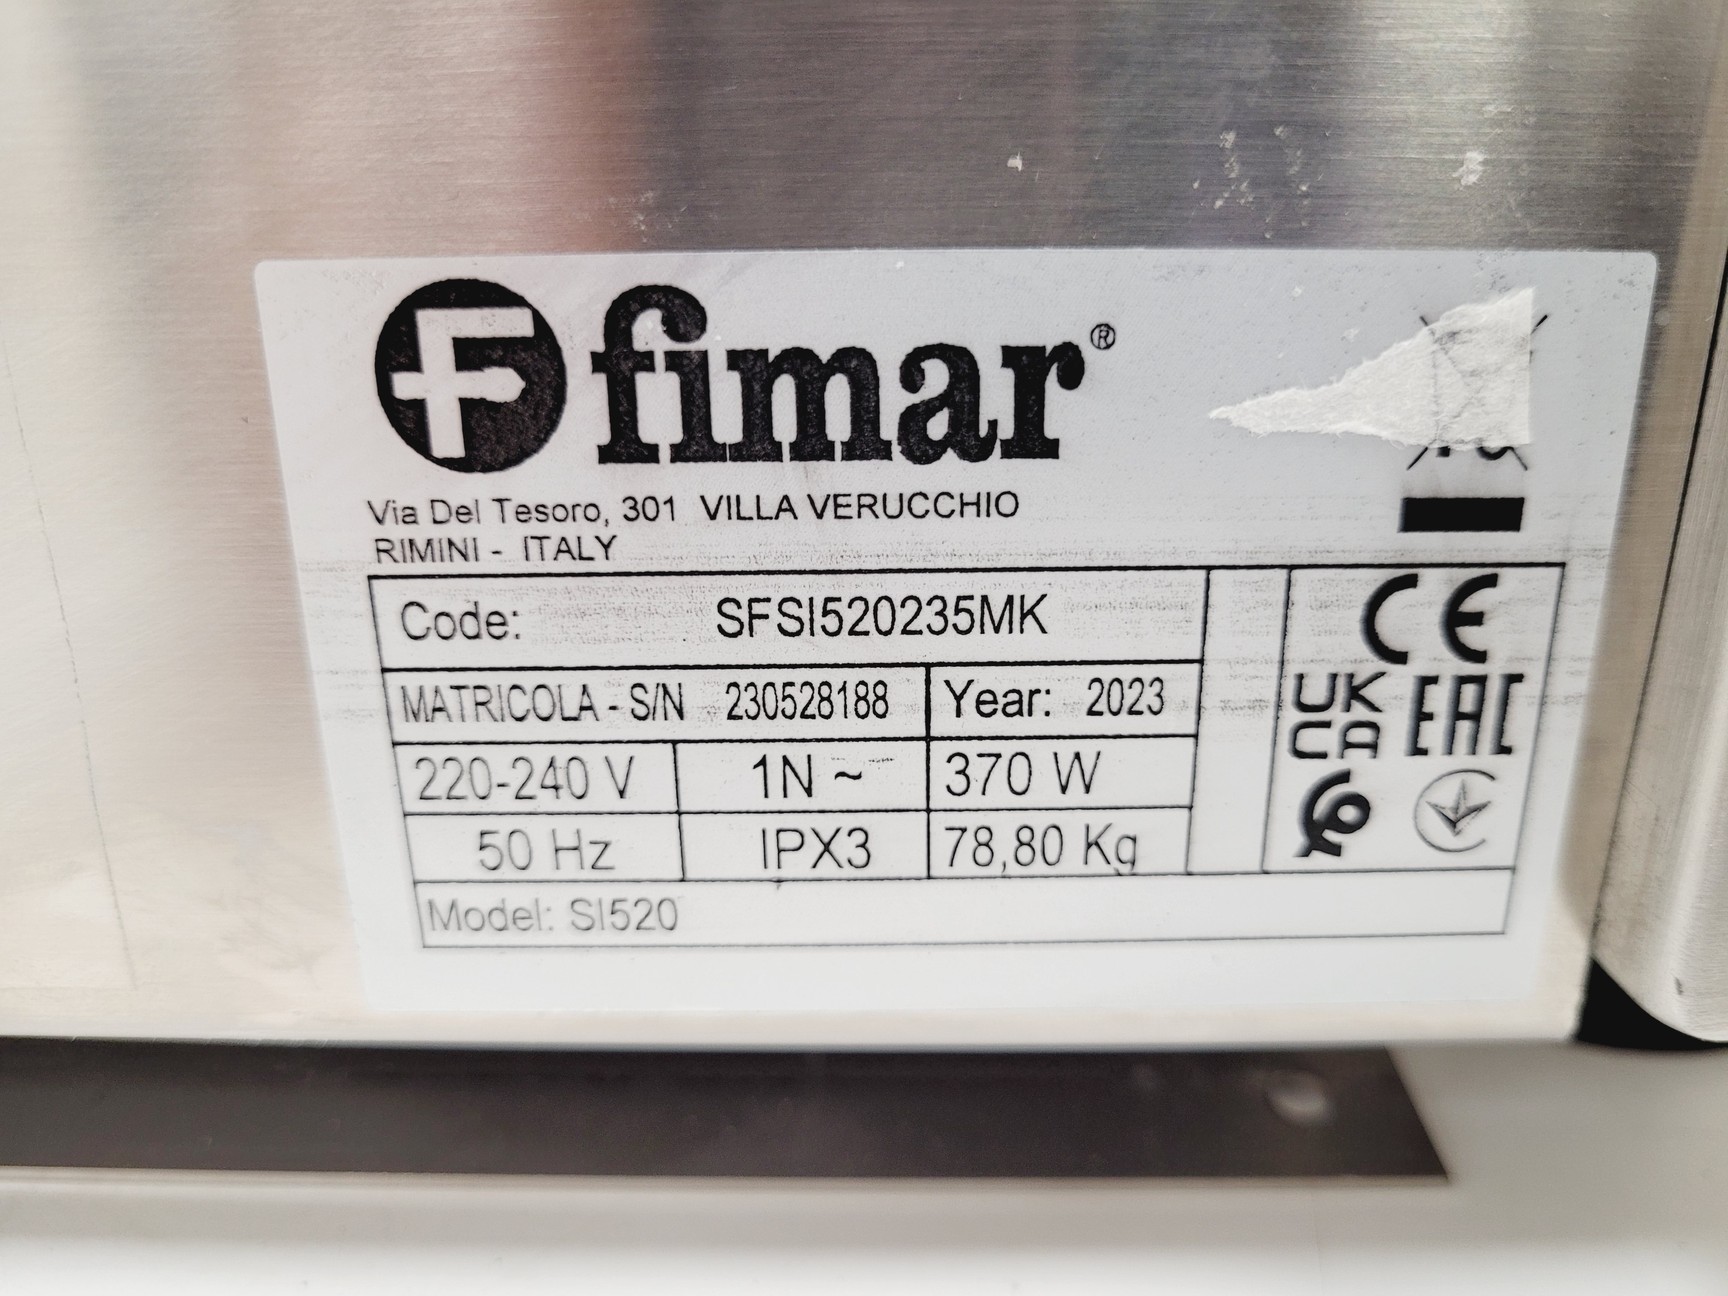 fimar®
Via Del Tesoro, 301 VILLA VERUCCHIO
RIMINI - ITALY
Code: SFSI520235MK
MATRICOLA - S/N 230528188 Year: 2023
220-240 V 1N ~ 370 W
50 Hz IPX3 78,80 Kg
Model: SI520
CE
UK EAC
CA